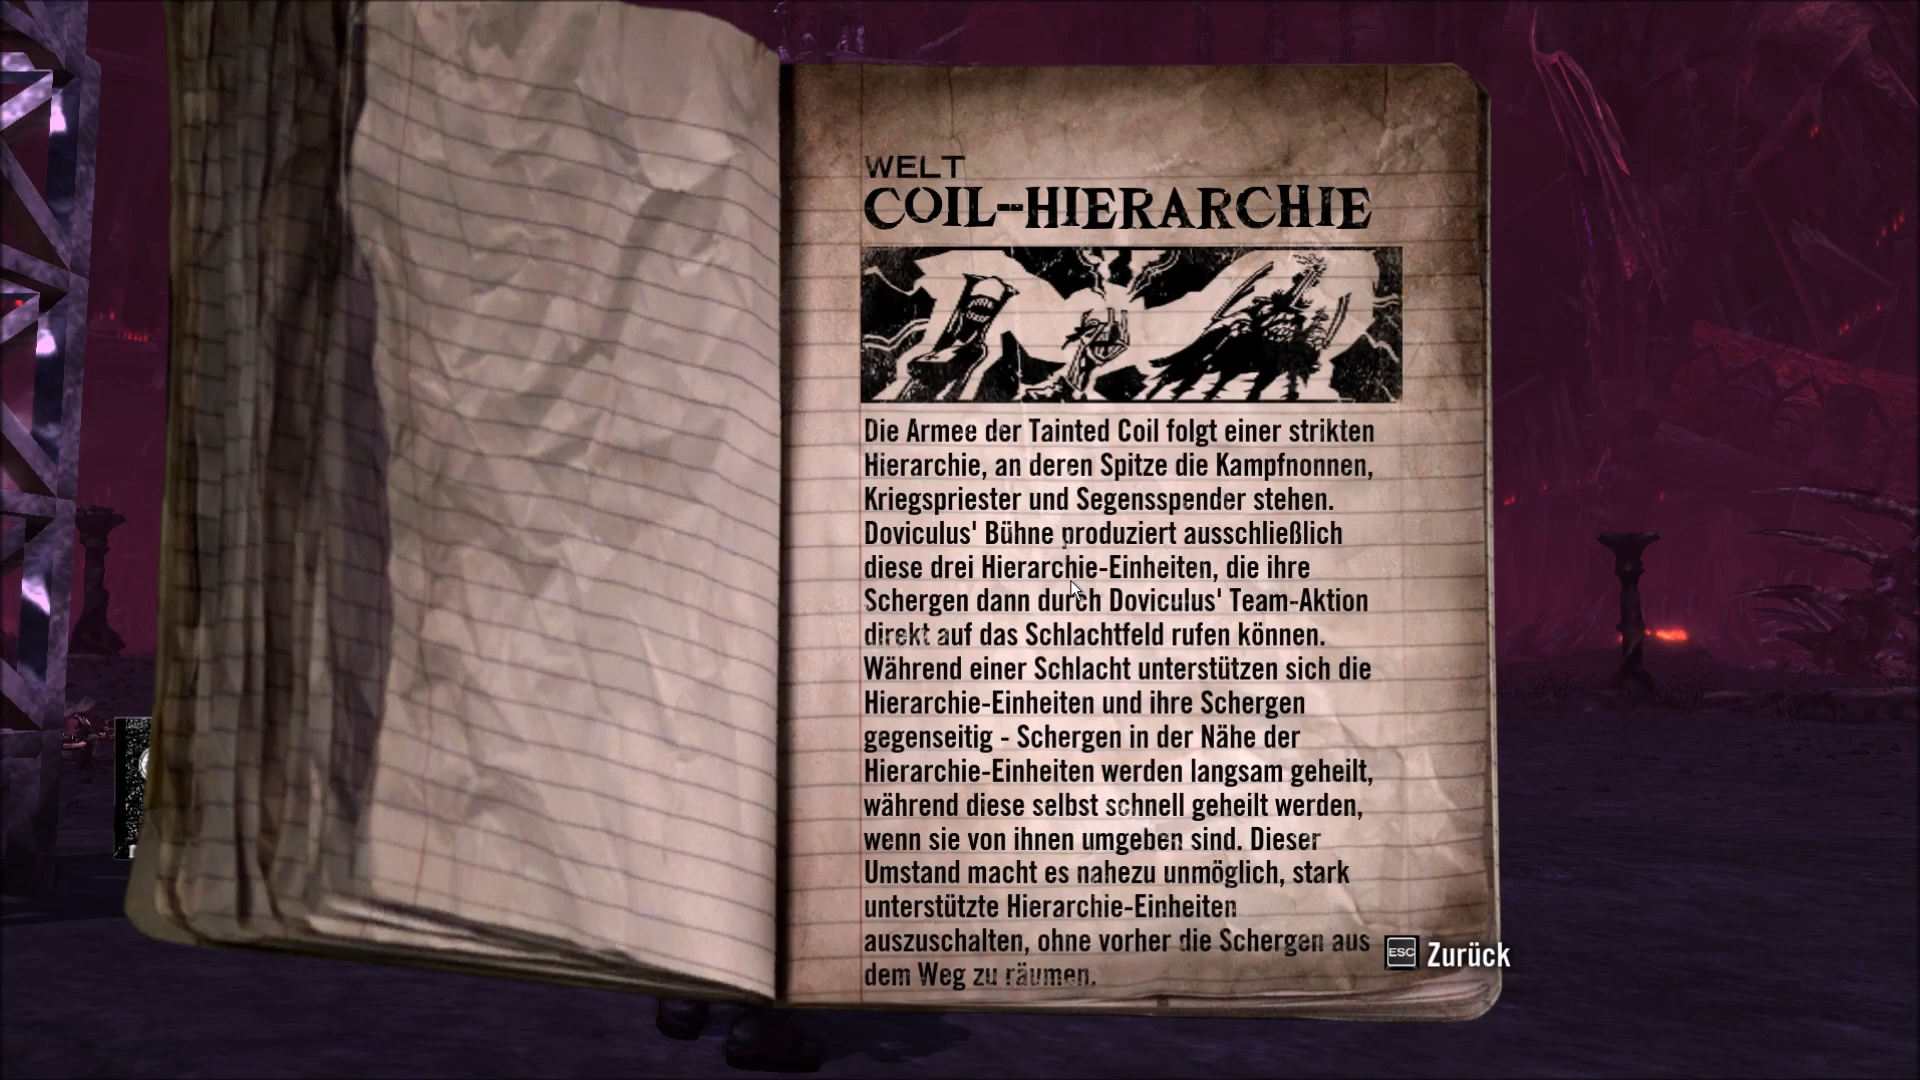 WELT
COIL-HIERARCHIE
Die Armee der Tainted Coil folgt einer strikten
Hierarchie, an deren Spitze die Kampfnonnen,
Kriegspriester und Segensspender stehen.
Doviculus' Bühne produziert ausschließlich
diese drei Hierarchie-Einheiten, die ihre
Schergen dann durch Doviculus' Team-Aktion
direkt auf das Schlachtfeld rufen können.
Während einer Schlacht unterstützen sich die
Hierarchie-Einheiten und ihre Schergen
gegenseitig - Schergen in der Nähe der
Hierarchie-Einheiten werden langsam geheilt,
während diese selbst schnell geheilt werden,
wenn sie von ihnen umgeben sind. Dieser
Umstand macht es nahezu unmöglich, stark
unterstützte Hierarchie-Einheiten
auszuschalten, ohne vorher die Schergen aus
dem Weg zu räumen.
ESC Zurück